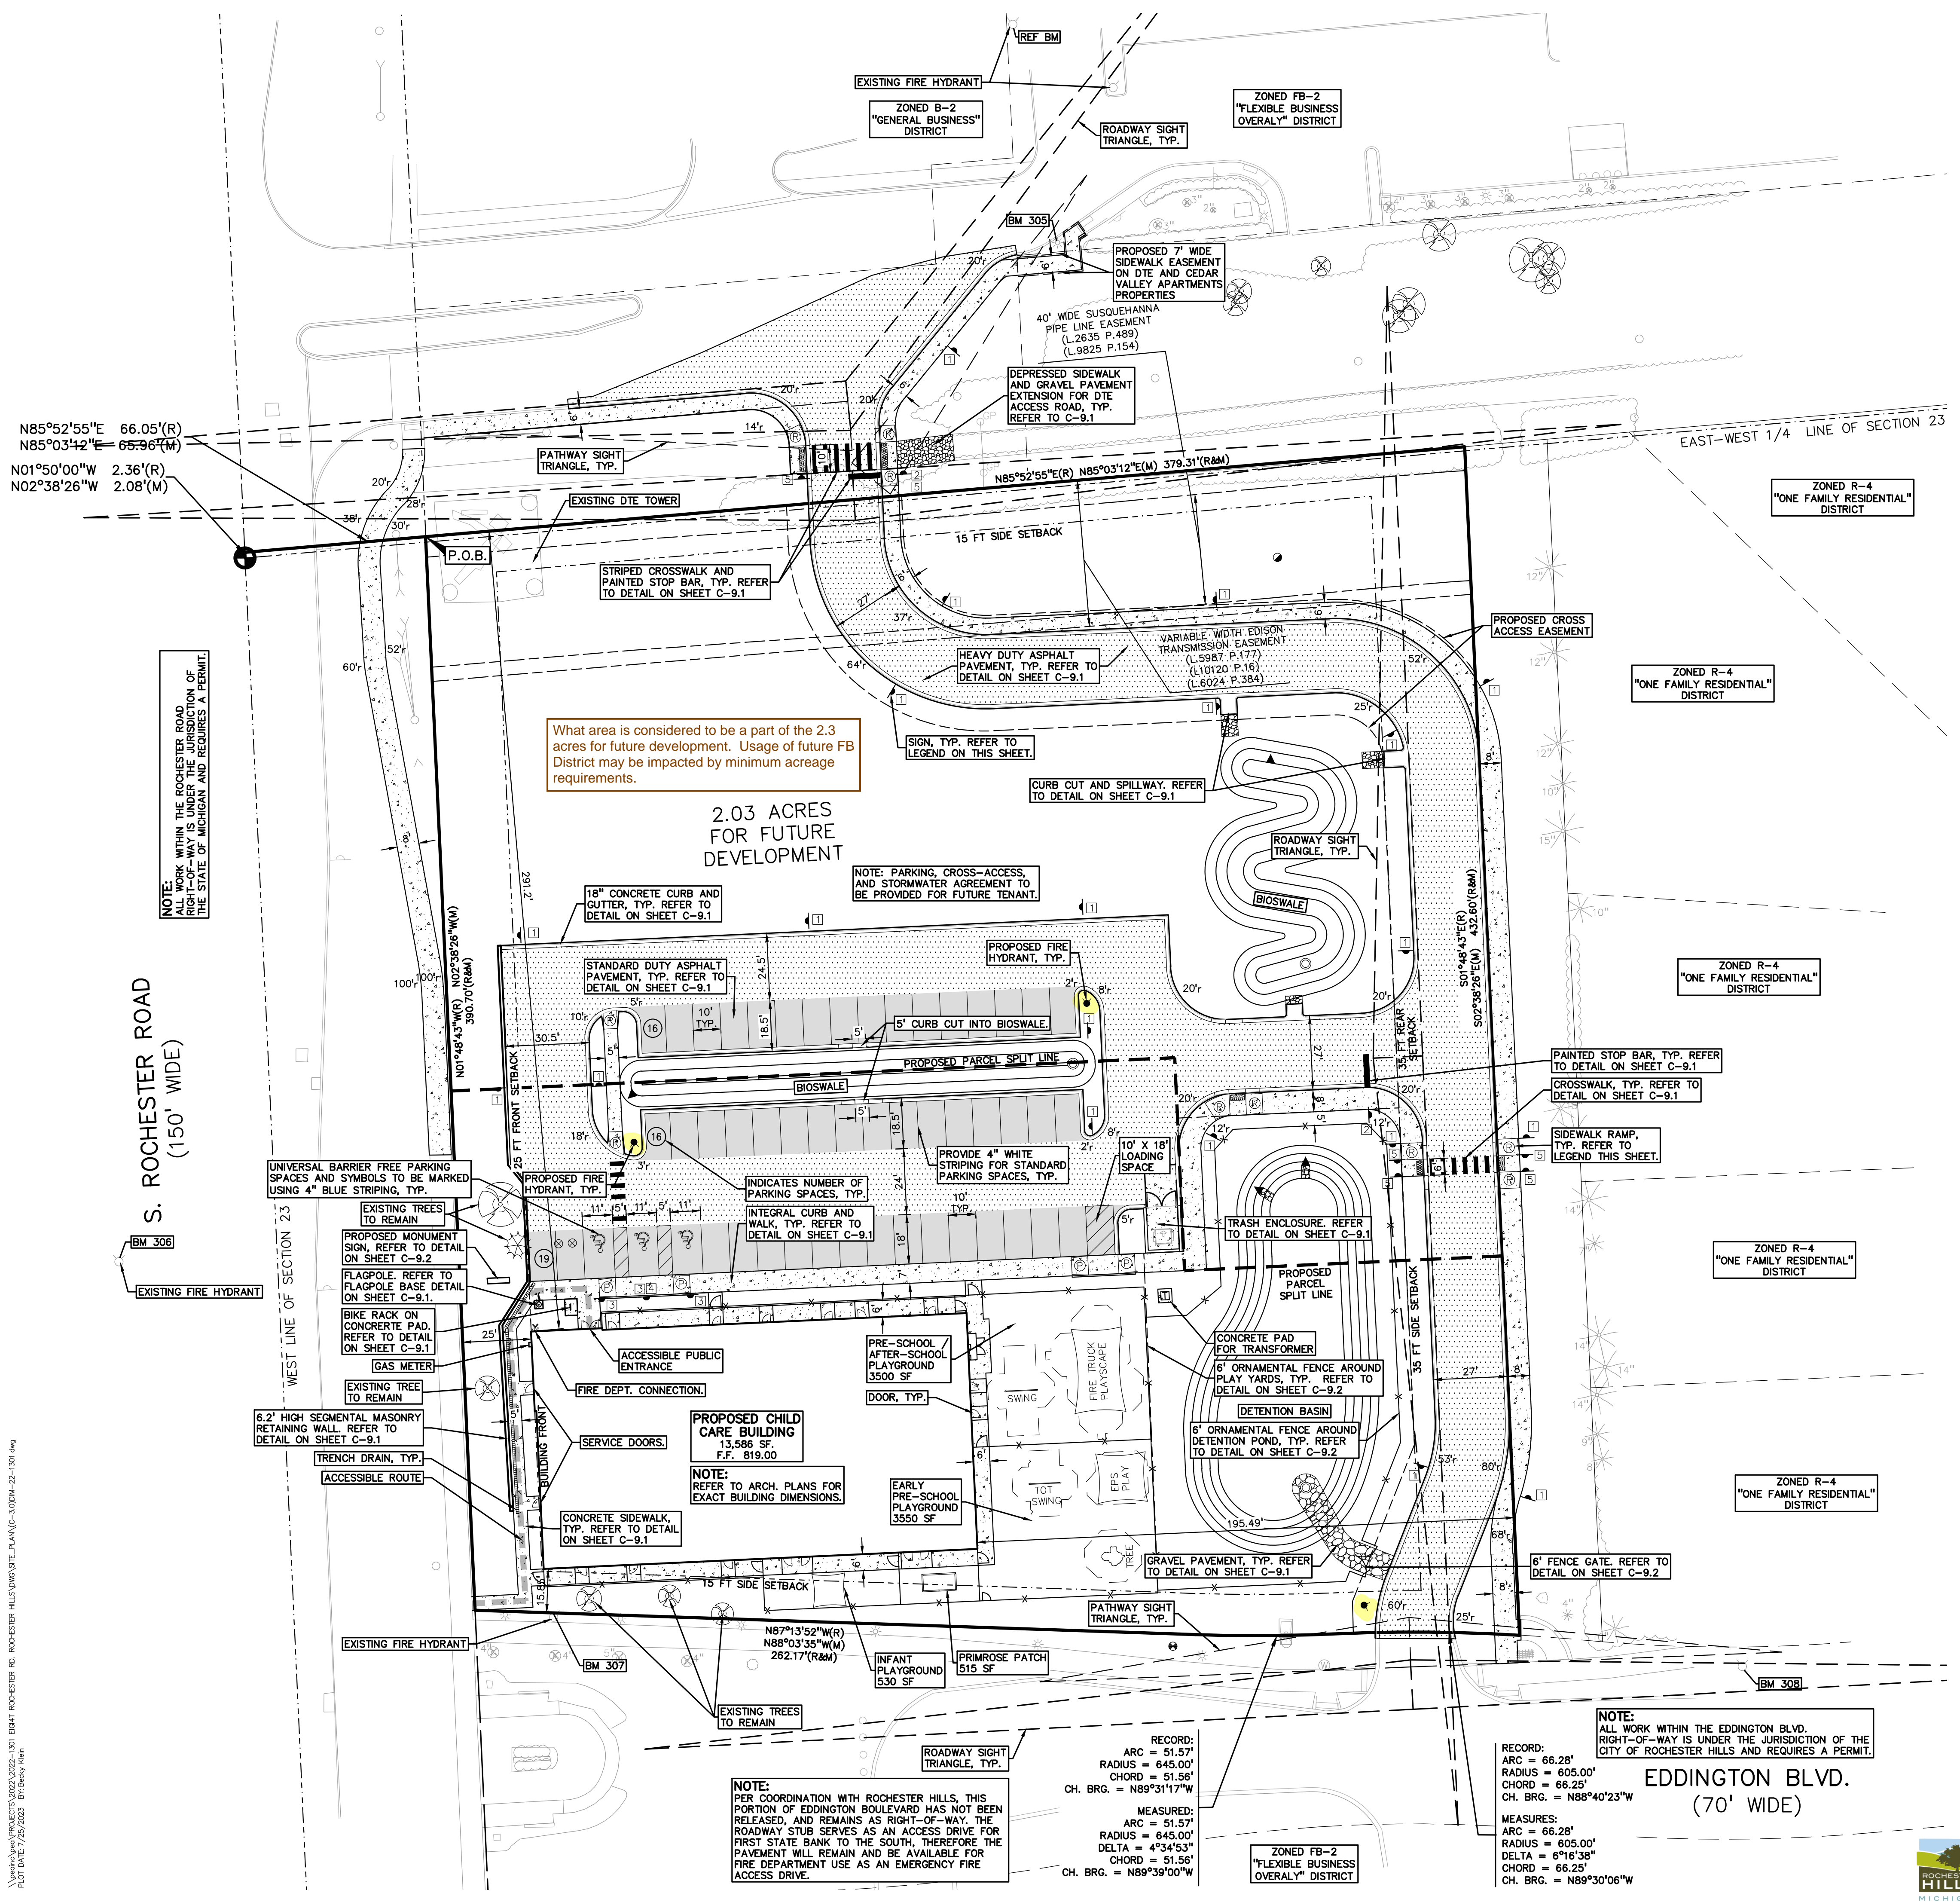 REF BM
EXISTING FIRE HYDRANT
ZONED B-2
"GENERAL BUSINESS"
DISTRICT
ZONED FB-2
"FLEXIBLE BUSINESS
OVERALY" DISTRICT
ROADWAY SIGHT
TRIANGLE, TYP.
BM 305
PROPOSED 7' WIDE
SIDEWALK EASEMENT
ON DTE AND CEDAR
VALLEY APARTMENTS
PROPERTIES
40' WIDE SUSQUEHANNA
PIPE LINE EASEMENT
(L.2635 P.489)
(L.9825 P.154)
DEPRESSED SIDEWALK
AND GRAVEL PAVEMENT
EXTENSION FOR DTE
ACCESS ROAD, TYP.
REFER TO C-9.1
N85°52'55"E 66.05'(R)
N85°03'12"E 65.96'(M)
N01°50'00"W 2.36'(R)
N02°38'26"W 2.08'(M)
PATHWAY SIGHT
TRIANGLE, TYP.
EXISTING DTE TOWER
P.O.B.
N85°52'55"E(R) N85°03'12"E(M) 379.31'(R&M)
EAST-WEST 1/4 LINE OF SECTION 23
ZONED R-4
"ONE FAMILY RESIDENTIAL"
DISTRICT
15 FT SIDE SETBACK
STRIPED CROSSWALK AND
PAINTED STOP BAR, TYP. REFER
TO DETAIL ON SHEET C-9.1
PROPOSED CROSS
ACCESS EASEMENT
VARIABLE WIDTH EDISON
TRANSMISSION EASEMENT
(L.5987 P.177)
(L10120 P.16)
(L.6024 P.384)
HEAVY DUTY ASPHALT
PAVEMENT, TYP. REFER TO
DETAIL ON SHEET C-9.1
ZONED R-4
"ONE FAMILY RESIDENTIAL"
DISTRICT
NOTE:
ALL WORK WITHIN THE ROCHESTER ROAD
RIGHT-OF-WAY IS UNDER THE JURISDICTION OF
THE STATE OF MICHIGAN AND REQUIRES A PERMIT.
What area is considered to be a part of the 2.3
acres for future development. Usage of future FB
District may be impacted by minimum acreage
requirements.
SIGN, TYP. REFER TO
LEGEND ON THIS SHEET.
CURB CUT AND SPILLWAY. REFER
TO DETAIL ON SHEET C-9.1
2.03 ACRES
FOR FUTURE
DEVELOPMENT
ROADWAY SIGHT
TRIANGLE, TYP.
BIOSWALE
NOTE: PARKING, CROSS-ACCESS,
AND STORMWATER AGREEMENT TO
BE PROVIDED FOR FUTURE TENANT.
18" CONCRETE CURB AND
GUTTER, TYP. REFER TO
DETAIL ON SHEET C-9.1
291.2'
S01°48'43"E(R)
S02°38'26"E(M) 432.60'(R&M)
N01°48'43"W(R) N02°38'26"W(M)
390.70'(R&M)
STANDARD DUTY ASPHALT
PAVEMENT, TYP. REFER TO
DETAIL ON SHEET C-9.1
24.5'
PROPOSED FIRE
HYDRANT, TYP.
ZONED R-4
"ONE FAMILY RESIDENTIAL"
DISTRICT
S. ROCHESTER ROAD
(150' WIDE)
10'
TYP.
18.5'
16
5' CURB CUT INTO BIOSWALE.
30.5'
PROPOSED PARCEL SPLIT LINE
BIOSWALE
25 FT FRONT SETBACK
35 FT REAR
SETBACK
PAINTED STOP BAR, TYP. REFER
TO DETAIL ON SHEET C-9.1
CROSSWALK, TYP. REFER TO
DETAIL ON SHEET C-9.1
SIDEWALK RAMP,
TYP. REFER TO
LEGEND THIS SHEET.
16
18.5'
UNIVERSAL BARRIER FREE PARKING
SPACES AND SYMBOLS TO BE MARKED
USING 4" BLUE STRIPING, TYP.
PROPOSED FIRE
HYDRANT, TYP.
INDICATES NUMBER OF
PARKING SPACES, TYP.
PROVIDE 4" WHITE
STRIPING FOR STANDARD
PARKING SPACES, TYP.
10' X 18'
LOADING
SPACE
24'
EXISTING TREES
TO REMAIN
11' 5' 11' 5' 11'
INTEGRAL CURB AND
WALK, TYP. REFER TO
DETAIL ON SHEET C-9.1
10'
TYP.
TRASH ENCLOSURE. REFER
TO DETAIL ON SHEET C-9.1
BM 306
PROPOSED MONUMENT
SIGN, REFER TO DETAIL
ON SHEET C-9.2
19
18'
EXISTING FIRE HYDRANT
FLAGPOLE. REFER TO
FLAGPOLE BASE DETAIL
ON SHEET C-9.1.
PROPOSED
PARCEL
SPLIT LINE
ZONED R-4
"ONE FAMILY RESIDENTIAL"
DISTRICT
WEST LINE OF SECTION 23
BIKE RACK ON
CONCRERTE PAD.
REFER TO DETAIL
ON SHEET C-9.1
25'
GAS METER
ACCESSIBLE PUBLIC
ENTRANCE
PRE-SCHOOL /
AFTER-SCHOOL
PLAYGROUND
3500 SF
FIRE TRUCK
PLAYSCAPE
SWING
CONCRETE PAD
FOR TRANSFORMER
35 FT SIDE SETBACK
EXISTING TREE
TO REMAIN
FIRE DEPT. CONNECTION.
DOOR, TYP.
6' ORNAMENTAL FENCE AROUND
PLAY YARDS, TYP. REFER TO
DETAIL ON SHEET C-9.2
27' 8'
6.2' HIGH SEGMENTAL MASONRY
RETAINING WALL. REFER TO
DETAIL ON SHEET C-9.1
PROPOSED CHILD
CARE BUILDING
13,586 SF.
F.F. 819.00
DETENTION BASIN
6' ORNAMENTAL FENCE AROUND
DETENTION POND, TYP. REFER
TO DETAIL ON SHEET C-9.2
SERVICE DOORS.
BUILDING FRONT
TRENCH DRAIN, TYP.
ACCESSIBLE ROUTE
NOTE:
REFER TO ARCH. PLANS FOR
EXACT BUILDING DIMENSIONS.
EARLY
PRE-SCHOOL
PLAYGROUND
3550 SF
TOT
SWING
EPS
PLAY
ZONED R-4
"ONE FAMILY RESIDENTIAL"
DISTRICT
CONCRETE SIDEWALK,
TYP. REFER TO DETAIL
ON SHEET C-9.1
195.49'
TREE
GRAVEL PAVEMENT, TYP. REFER
TO DETAIL ON SHEET C-9.1
6' FENCE GATE. REFER TO
DETAIL ON SHEET C-9.2
15 FT SIDE SETBACK
PATHWAY SIGHT
TRIANGLE, TYP.
EXISTING FIRE HYDRANT
BM 307
N87°13'52"W(R)
N88°03'35"W(M)
262.17'(R&M)
INFANT
PLAYGROUND
530 SF
PRIMROSE PATCH
515 SF
EXISTING TREES
TO REMAIN
BM 308
ROADWAY SIGHT
TRIANGLE, TYP.
NOTE:
ALL WORK WITHIN THE EDDINGTON BLVD.
RIGHT-OF-WAY IS UNDER THE JURISDICTION OF THE
CITY OF ROCHESTER HILLS AND REQUIRES A PERMIT.
EDDINGTON BLVD.
(70' WIDE)
NOTE:
PER COORDINATION WITH ROCHESTER HILLS, THIS
PORTION OF EDDINGTON BOULEVARD HAS NOT BEEN
RELEASED, AND REMAINS AS RIGHT-OF-WAY. THE
ROADWAY STUB SERVES AS AN ACCESS DRIVE FOR
FIRST STATE BANK TO THE SOUTH, THEREFORE THE
PAVEMENT WILL REMAIN AND BE AVAILABLE FOR
FIRE DEPARTMENT USE AS AN EMERGENCY FIRE
ACCESS DRIVE.
RECORD:
ARC = 51.57'
RADIUS = 645.00'
CHORD = 51.56'
CH. BRG. = N89°31'17"W
MEASURED:
ARC = 51.57'
RADIUS = 645.00'
DELTA = 4°34'53"
CHORD = 51.56'
CH. BRG. = N89°39'00"W
ZONED FB-2
"FLEXIBLE BUSINESS
OVERALY" DISTRICT
RECORD:
ARC = 66.28'
RADIUS = 605.00'
CHORD = 66.25'
CH. BRG. = N88°40'23"W
MEASURES:
ARC = 66.28'
RADIUS = 605.00'
DELTA = 6°16'38"
CHORD = 66.25'
CH. BRG. = N89°30'06"W
PLOT DATE: 7/25/2023 BY: Becky Klein